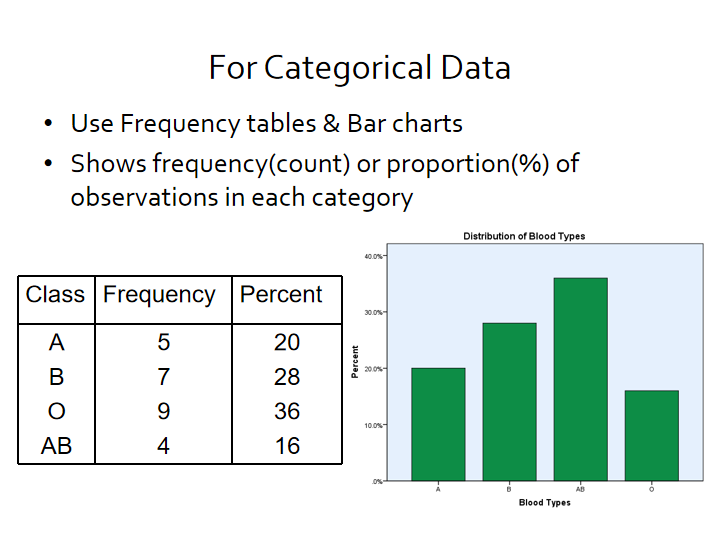 For Categorical Data
• Use Frequency tables & Bar charts
• Shows frequency(count) or proportion(%) of
observations in each category
Class Frequency Percent
A 5 20
B 7 28
O 9 36
AB 4 16
Distribution of Blood Types
Percent
40.0%
30.0%
20.0%
10.0%
.0%
A B AB O
Blood Types